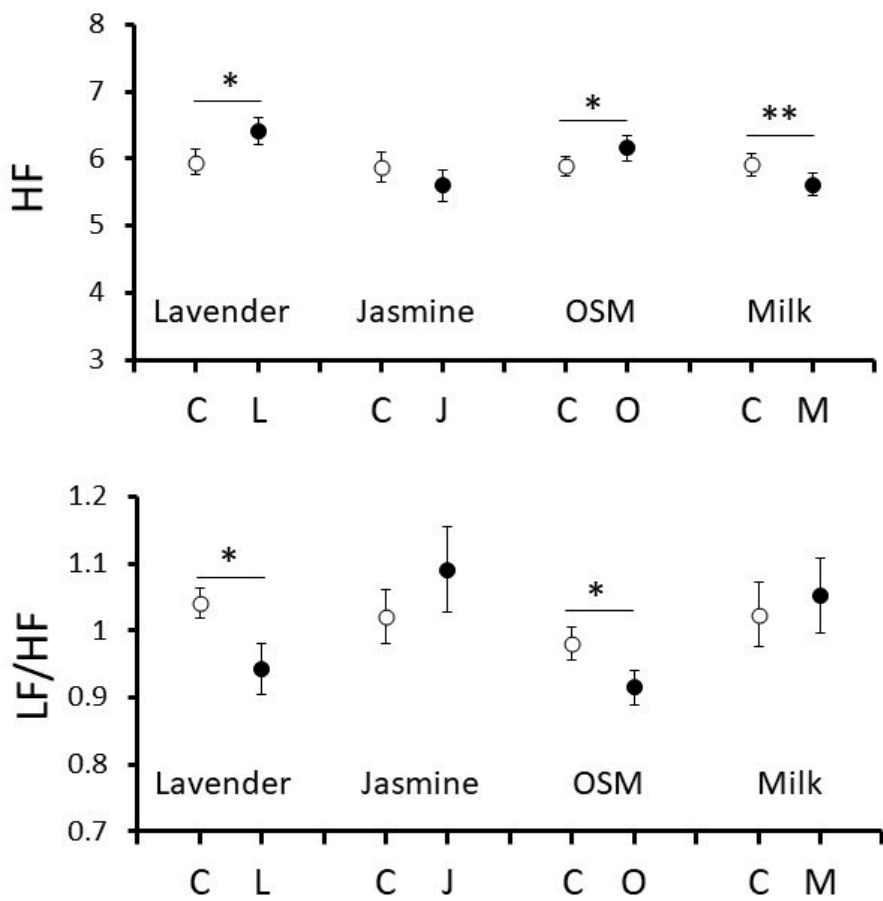 8
*
*
**
7
6
HF
5
4
Lavender Jasmine OSM Milk
3
C L C J C O C M
1.2
*
1.1
*
1
LF/HF
0.9
0.8
Lavender Jasmine OSM Milk
0.7
C L C J C O C M